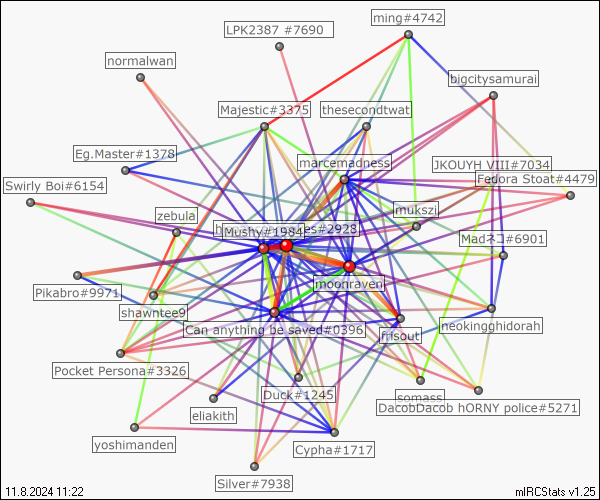 ming#4742
LPK2387 #7690
normalwan
bigcitysamurai
Majestic#3375
thesecondtwat
Eg.Master#1378
marcemadness
JKOUYH VIII#7034
Fedora Stoat#4479
Swirly Boi#6154
zebula
mukszi
Mushy#1984
es#2928
Madネコ#6901
moonraven
Pikabro#9971
shawntee9
Can anything be saved#0396
frisout
neokingghidorah
Pocket Persona#3326
Duck#1245
somass
DacobDacob hORNY police#5271
eliakith
yoshimanden
Cypha#1717
Silver#7938
11.8.2024 11:22
mIRCStats v1.25